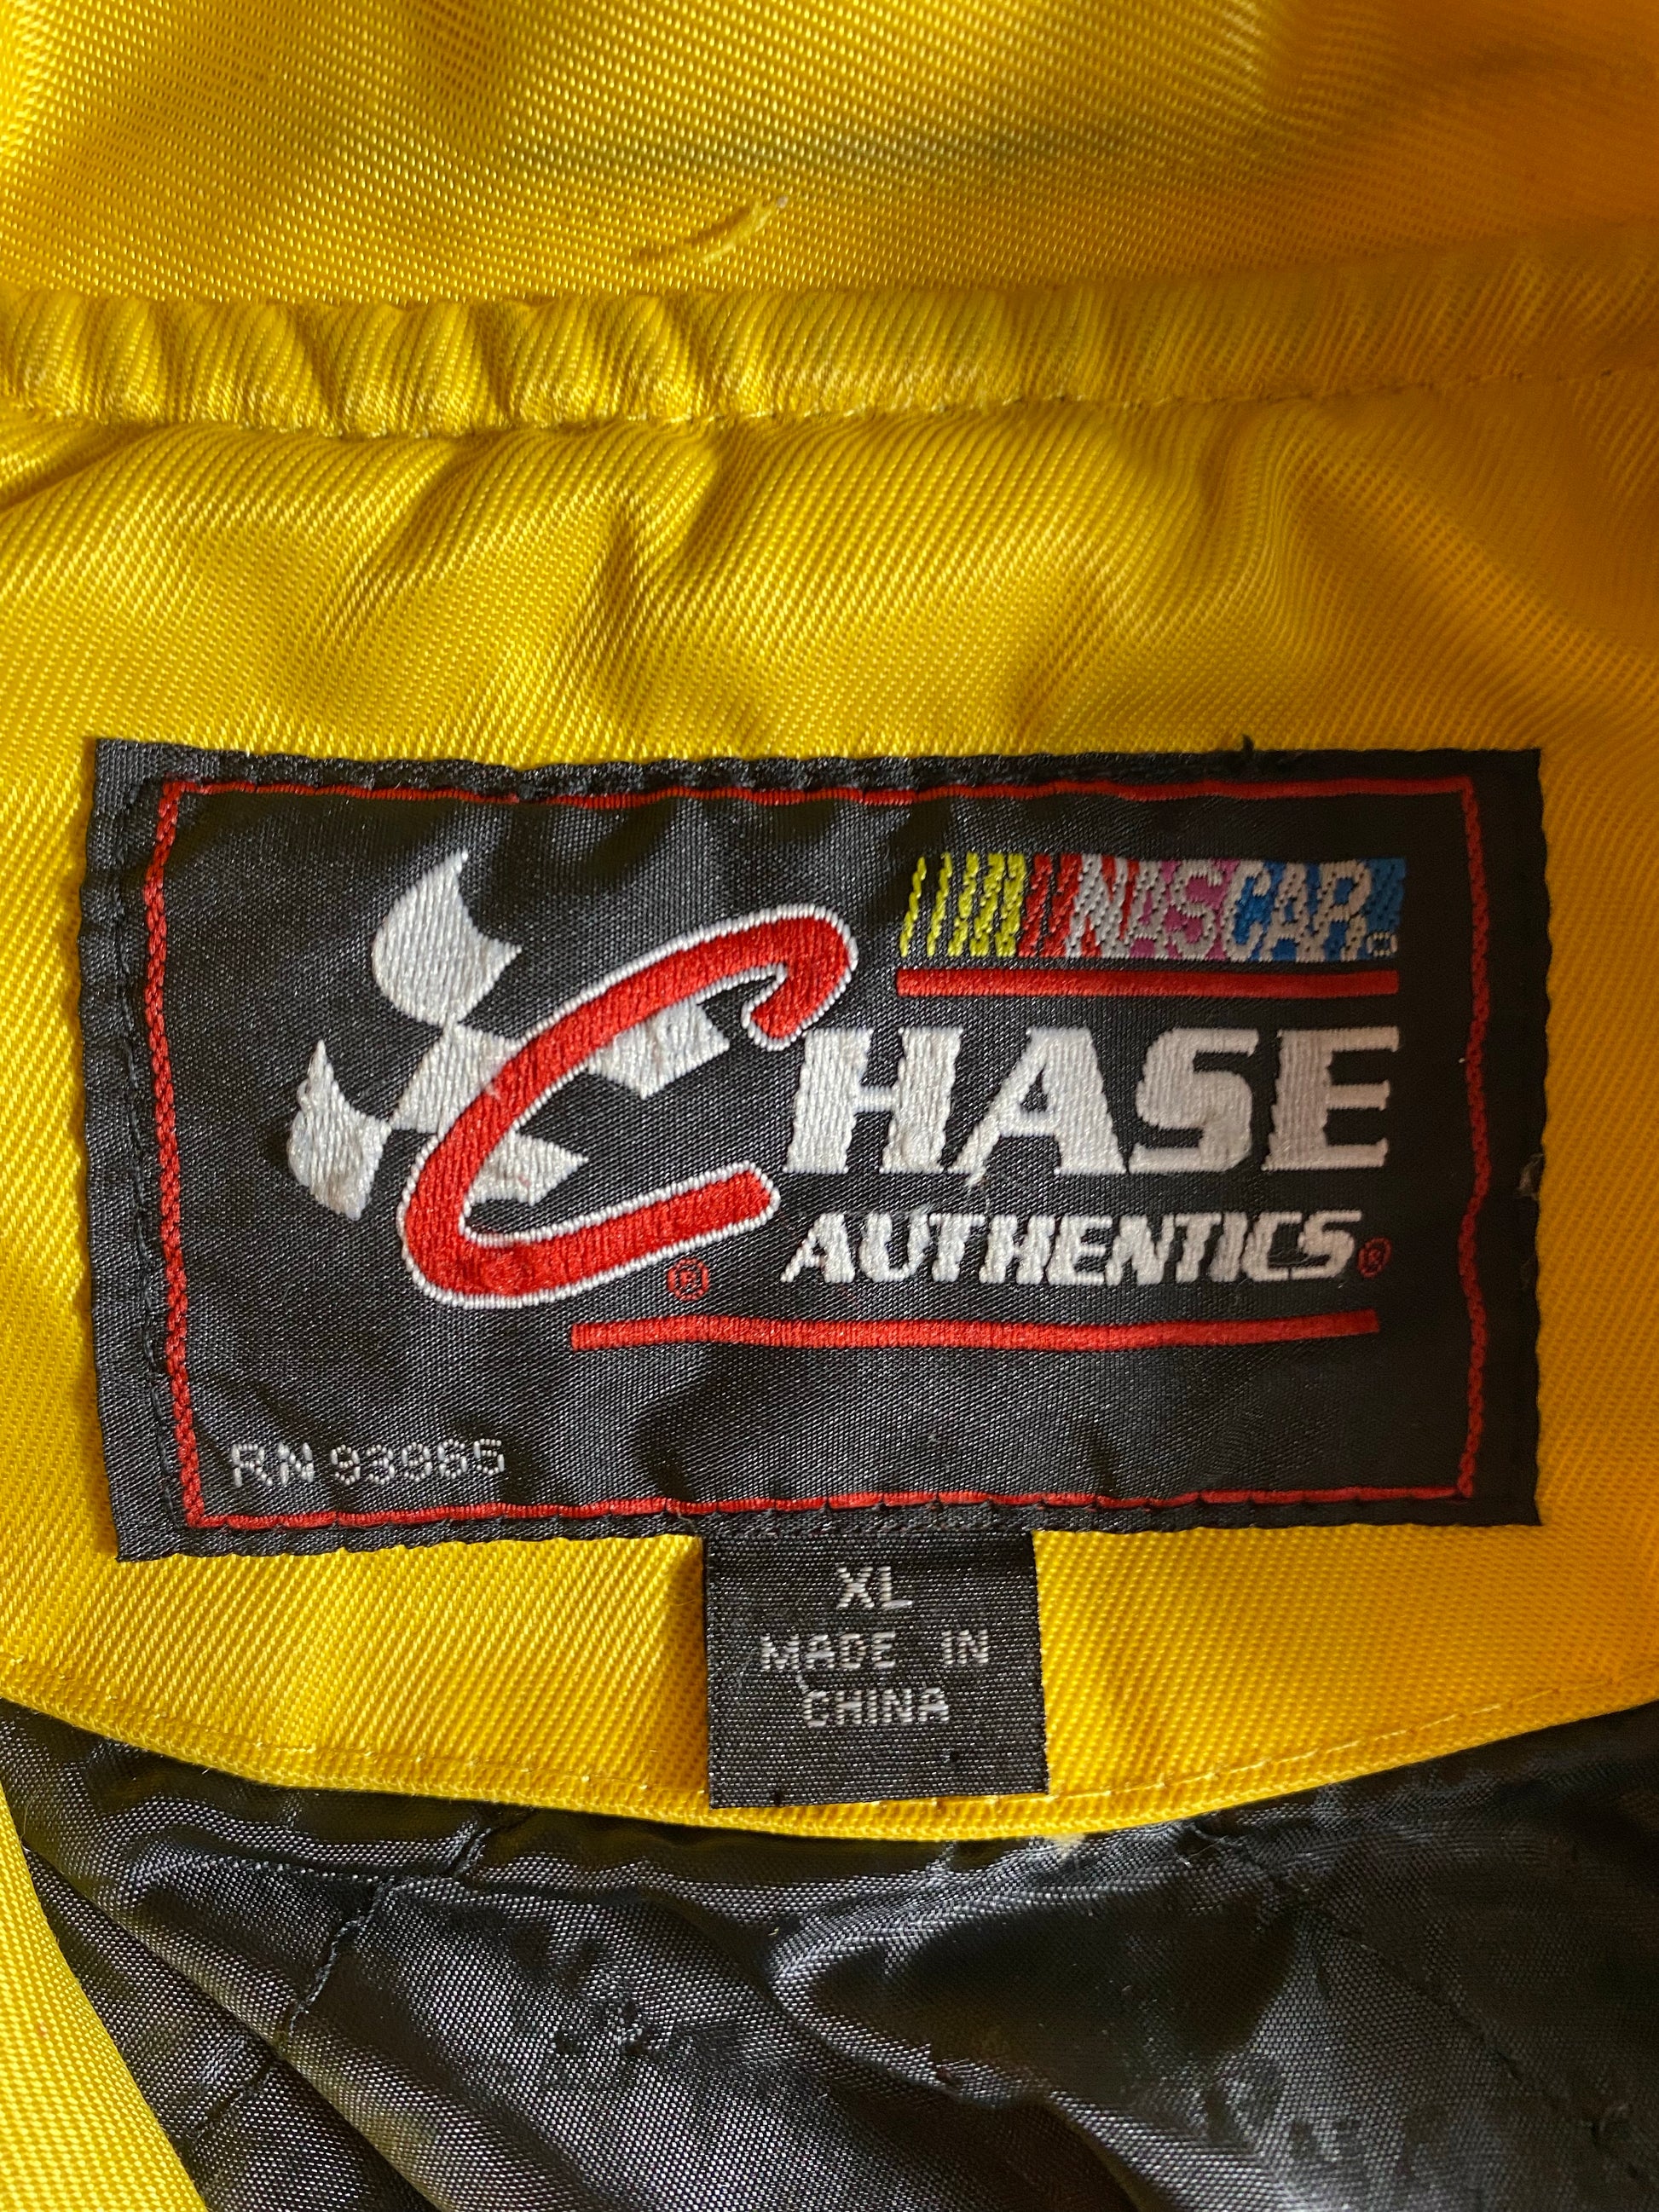 NASCAR
CHASE
AUTHENTICS®
®
RN 93965
XL
MADE IN
CHINA